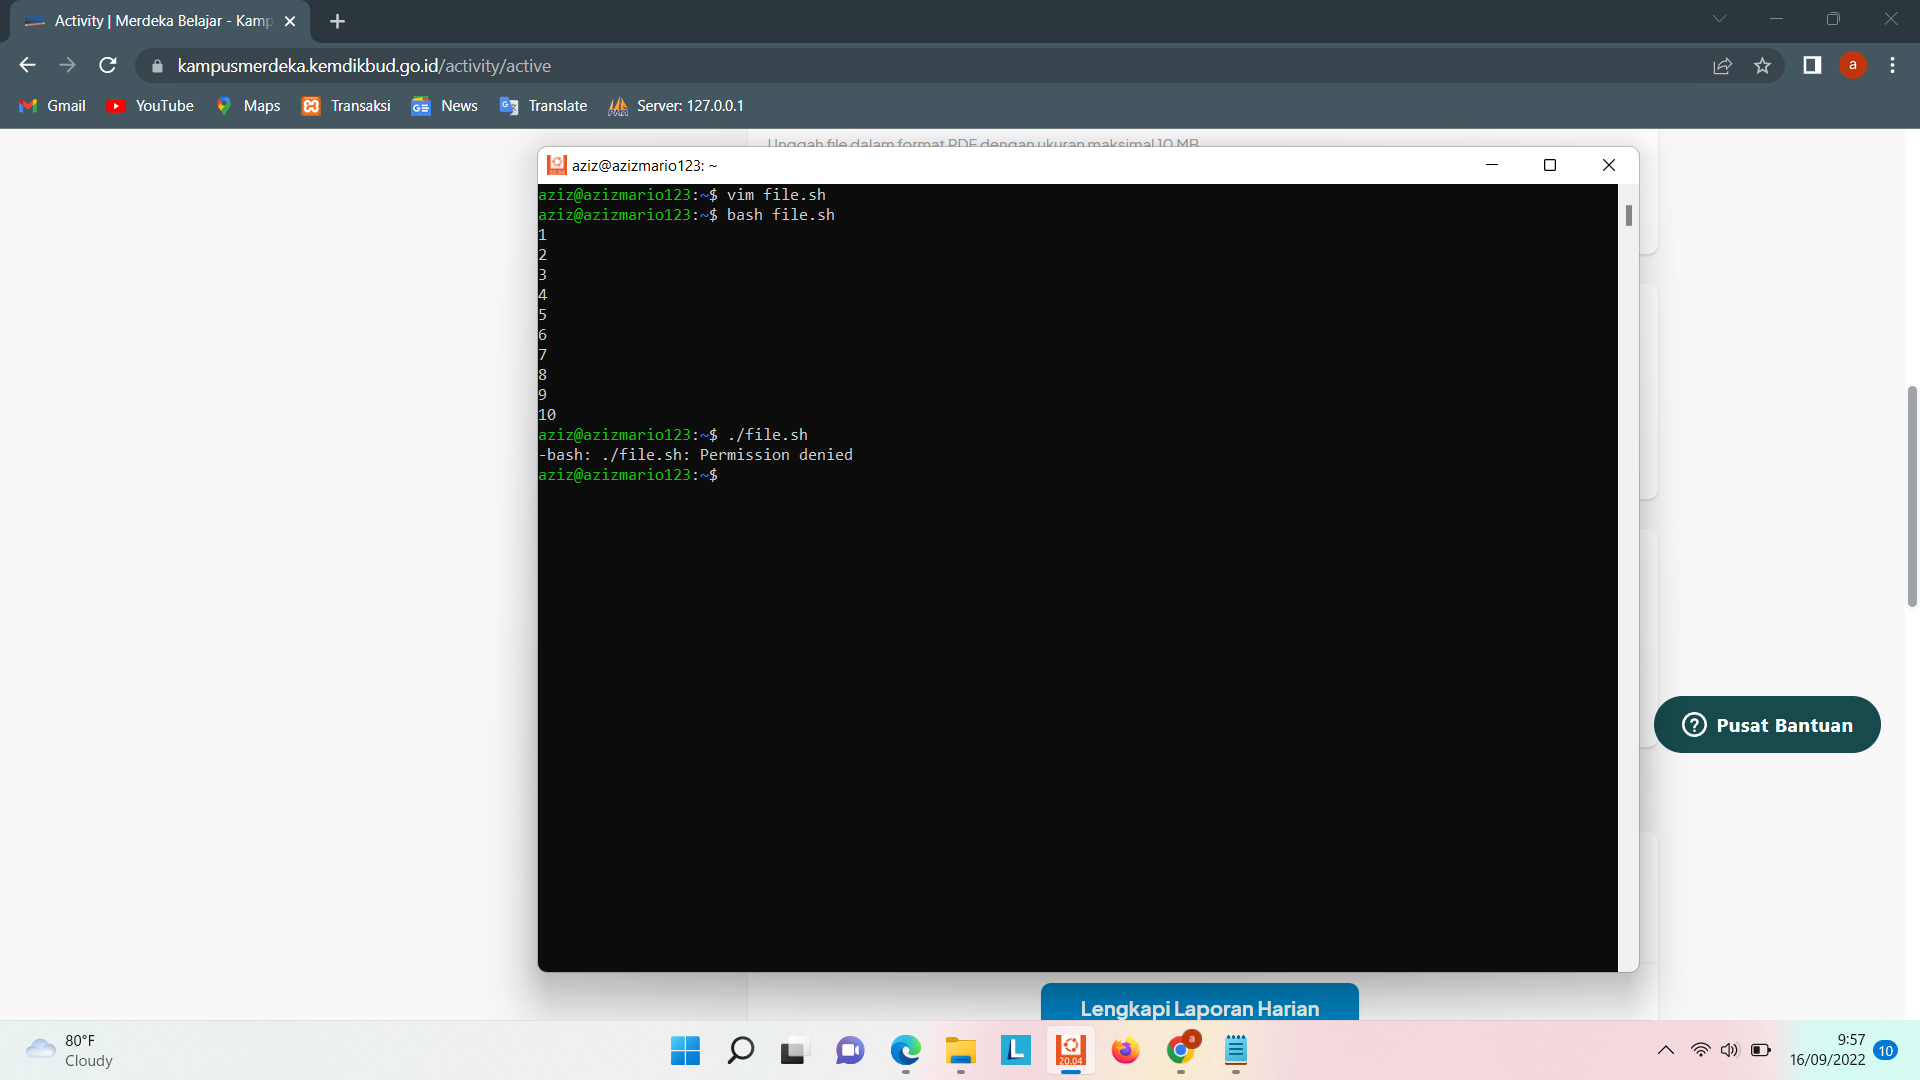 Activity | Merdeka Belajar - Kamp
kampusmerdeka.kemdikbud.go.id/activity/active
a
Gmail
YouTube
Maps
Transaksi
News
Translate
Server: 127.0.0.1
Unggah file dalam format PDF dengan ukuran maksimal 10 MB
aziz@azizmario123: ~
aziz@azizmario123:~$ vim file.sh
aziz@azizmario123:~$ bash file.sh
1
2
3
4
5
6
7
8
9
10
aziz@azizmario123:~$ ./file.sh
-bash: ./file.sh: Permission denied
aziz@azizmario123:~$
Pusat Bantuan
Lengkapi Laporan Harian
80°F
Cloudy
L
20.04
a
9:57
16/09/2022
10